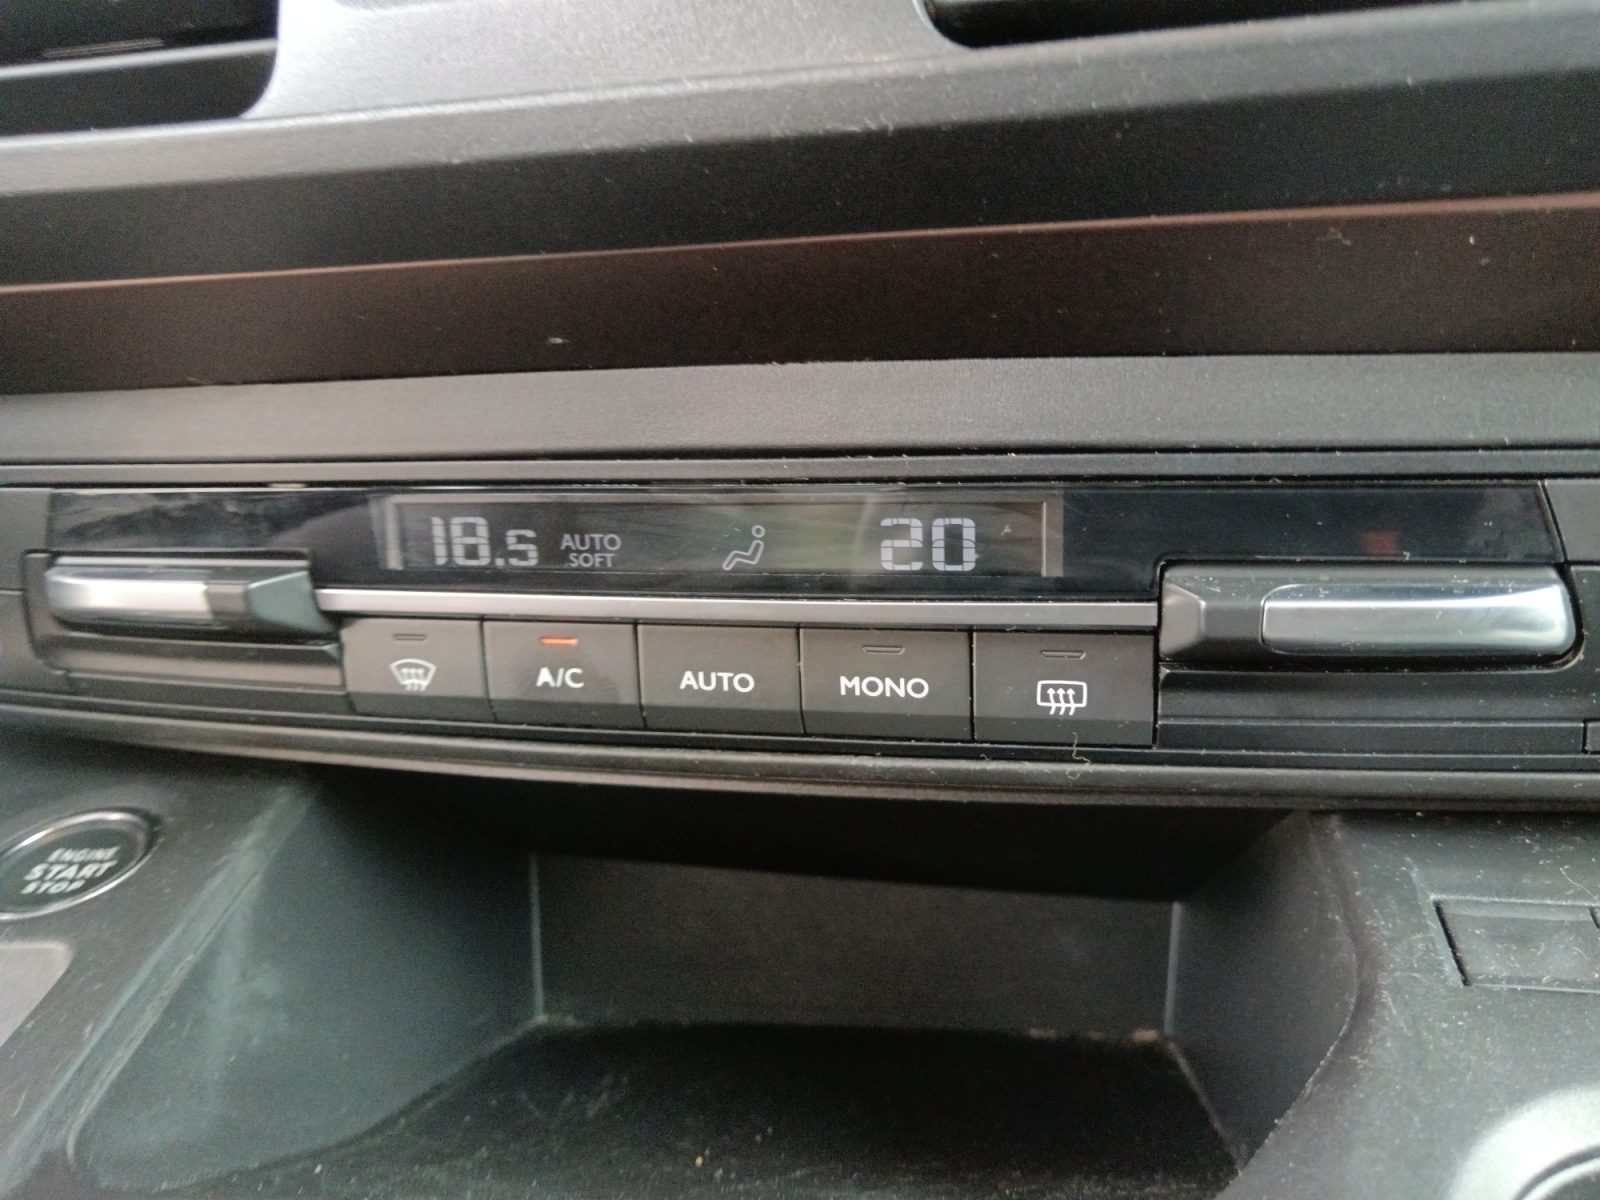 18.5 AUTO 20
SOFT
A/C AUTO MONO
ENGINE
START
STOP